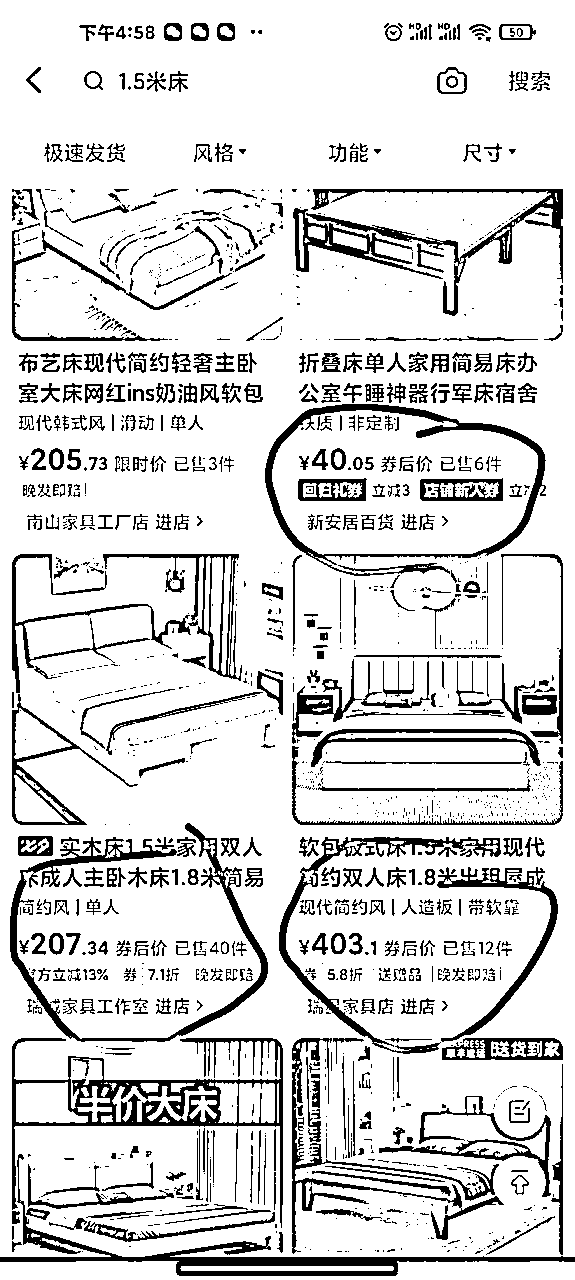 下午4:58
50
1.5米床
搜索
极速发货 风格 功能 尺寸
布艺床现代简约轻奢主卧
室大床网红ins奶油风软包
现代韩式风 | 滑动 | 单人
¥205.73 限时价 已售3件
晚发即赔
南山家具工厂店 进店 >
折叠床单人家用简易床办
公室午睡神器行军床宿舍
铁质 | 非定制
¥40.05 券后价 已售6件
回归礼券 立减3 店铺新人券
新安居百货 进店 >
实木床1.5米家用双人
床成人主卧木床1.8米简易
简约风 | 单人
¥207.34 券后价 已售40件
官方立减13% 券 7.1折 晚发即赔
家具工作室 进店 >
软包板式床1.5米家用现代
简约双人床1.8米出租屋成
现代简约风 | 人造板 | 带软靠
¥403.1 券后价 已售12件
券 5.8折 送赠品 晚发即赔
家具店 进店 >
半价大床
送货到家